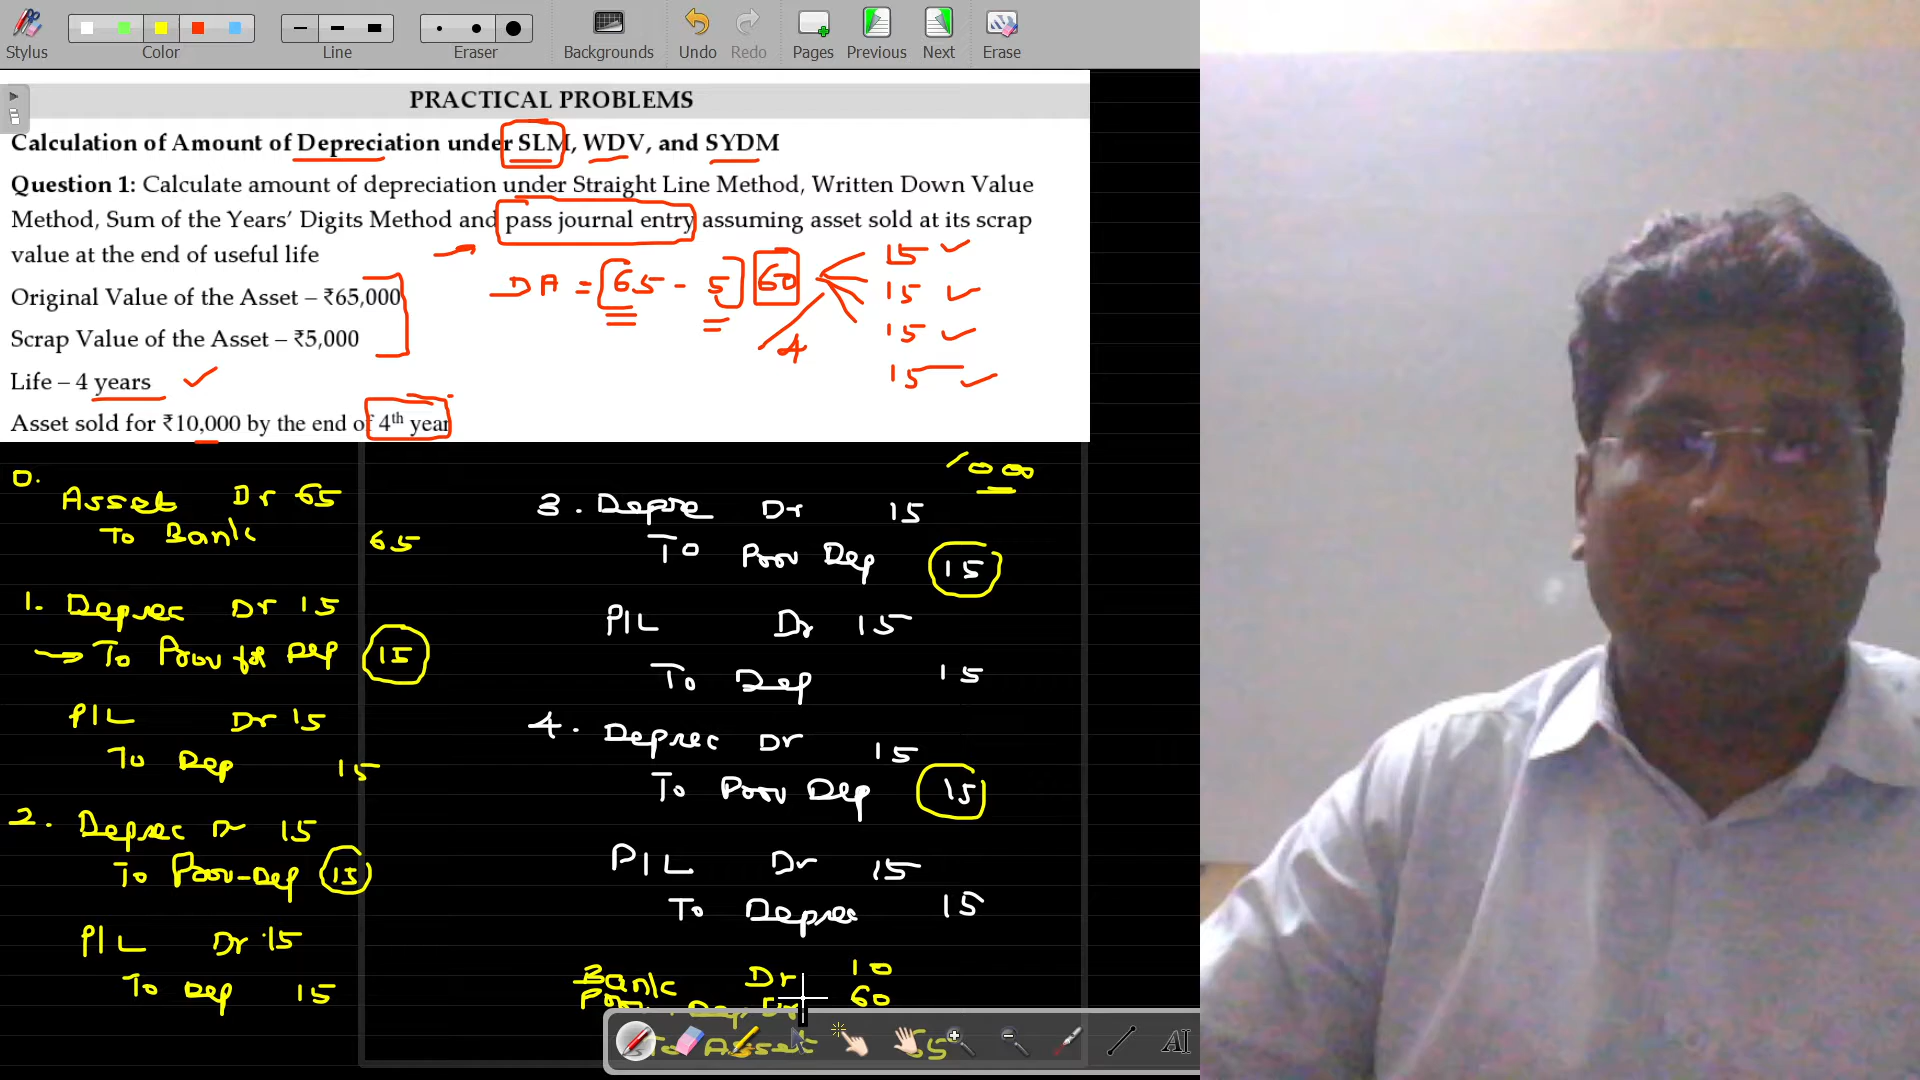 Stylus Color Line Eraser Backgrounds Undo Redo Pages Previous Next Erase
PRACTICAL PROBLEMS
Calculation of Amount of Depreciation under SLM, WDV, and SYDM
Question 1: Calculate amount of depreciation under Straight Line Method, Written Down Value
Method, Sum of the Years' Digits Method and pass journal entry assuming asset sold at its scrap
value at the end of useful life
Original Value of the Asset – ₹65,000
Scrap Value of the Asset – ₹5,000
Life – 4 years
Asset sold for ₹10,000 by the end of 4th year
DA = [65 - 5] 60
4
15
15
15
15
0.
Asset Dr 65
To Bank 65
1. Deprec Dr 15
To Prov for Dep 15
P/L Dr 15
To Dep 15
2. Deprec Dr 15
To Prov-Dep 15
P/L Dr 15
To Dep 15
3. Depre Dr 15
To Prov Dep 15
P/L Dr 15
To Dep 15
4. Deprec Dr 15
To Prov Dep 15
P/L Dr 15
To Deprec 15
Bank Dr 10
Prov. Dep Dr 60
To Asset 65
AI